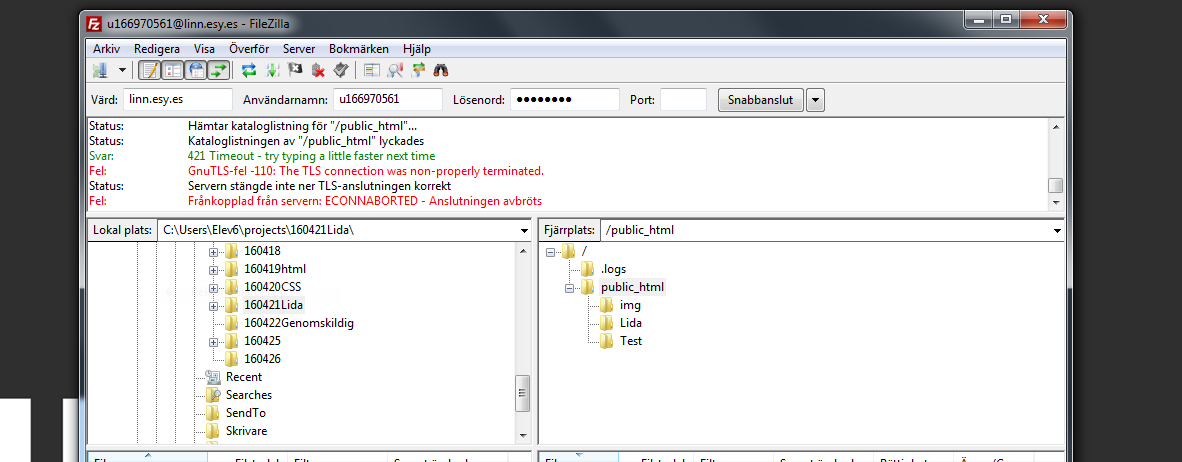 u166970561@linn.esy.es - FileZilla
Arkiv Redigera Visa Överför Server Bokmärken Hjälp
Värd: linn.esy.es Användarnamn: u166970561 Lösenord: ●●●●●●●● Port: Snabbanslut
Status: Hämtar kataloglistning för "/public_html"...
Status: Kataloglistningen av "/public_html" lyckades
Svar: 421 Timeout - try typing a little faster next time
Fel: GnuTLS-fel -110: The TLS connection was non-properly terminated.
Status: Servern stängde inte ner TLS-anslutningen korrekt
Fel: Frånkopplad från servern: ECONNABORTED - Anslutningen avbröts
Lokal plats: C:\Users\Elev6\projects\160421Lida\
160418
160419html
160420CSS
160421Lida
160422Genomskildig
160425
160426
Recent
Searches
SendTo
Skrivare
Fjärrplats: /public_html
/
.logs
public_html
img
Lida
Test